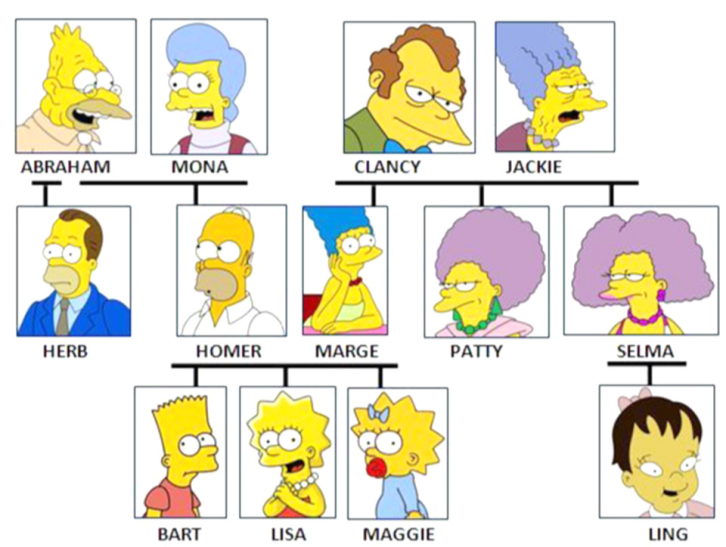 ABRAHAM MONA CLANCY JACKIE
HERB HOMER MARGE PATTY SELMA
BART LISA MAGGIE LING